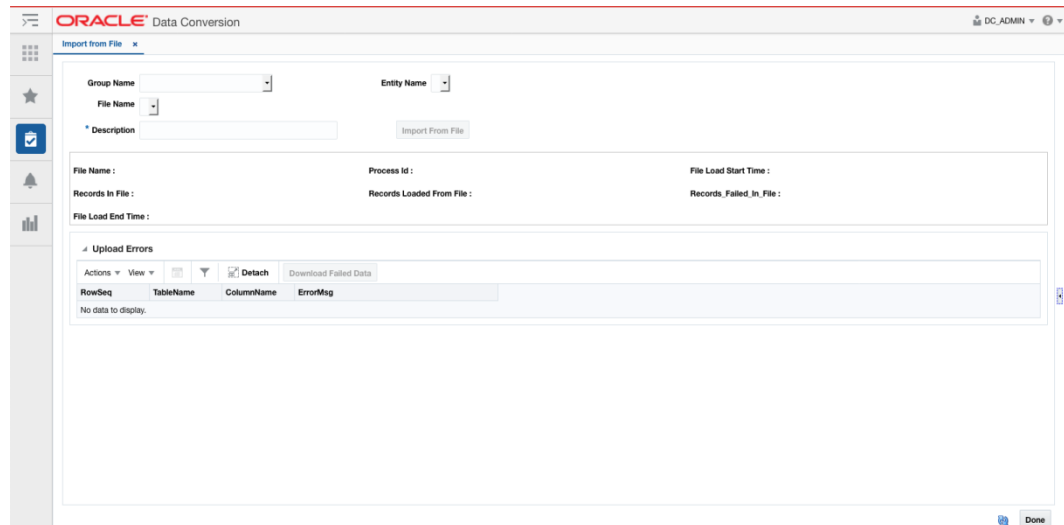 ORACLE® Data Conversion
DC_ADMIN
Import from File x
Group Name
Entity Name
File Name
* Description
Import From File
File Name :
Process Id :
File Load Start Time :
Records In File :
Records Loaded From File :
Records_Failed_In_File :
File Load End Time :
Upload Errors
Actions View Detach Download Failed Data
RowSeq TableName ColumnName ErrorMsg
No data to display.
Done